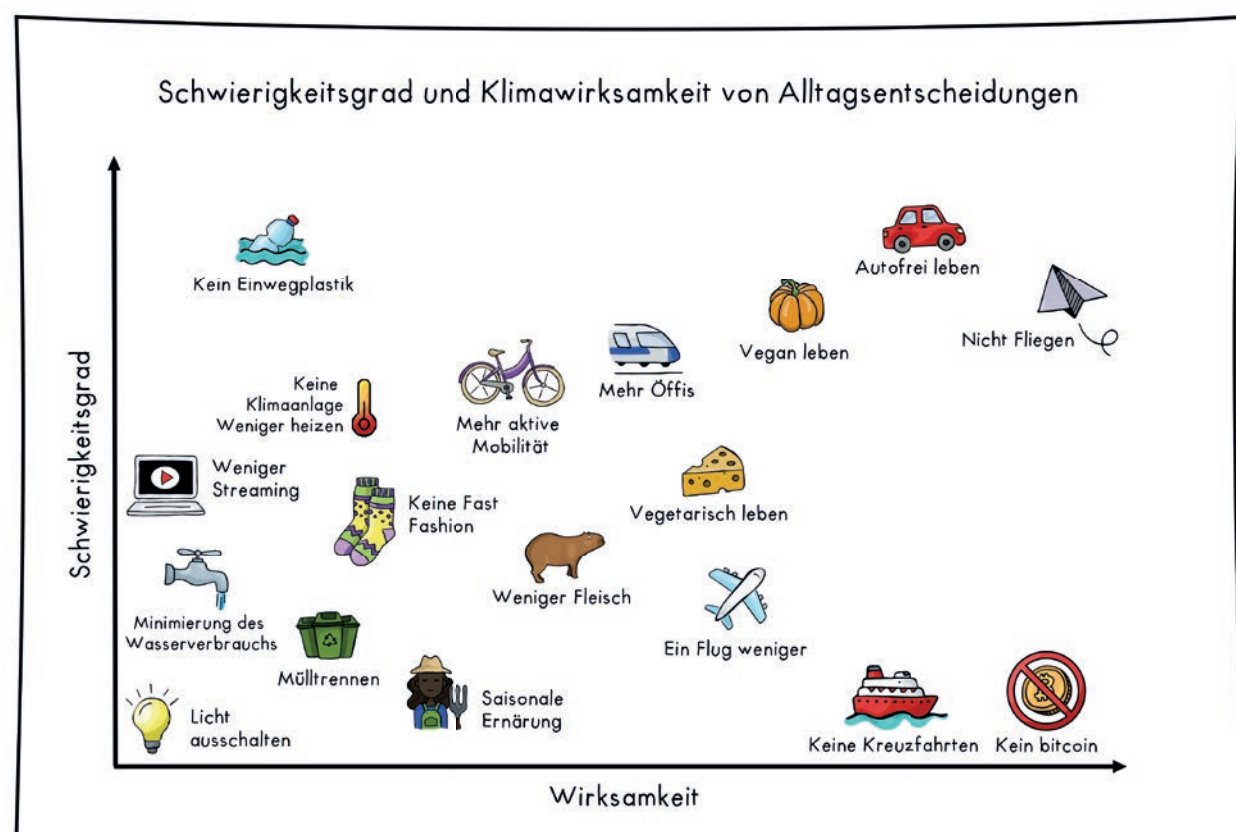 Schwierigkeitsgrad und Klimawirksamkeit von Alltagsentscheidungen
Schwierigkeitsgrad
Kein Einwegplastik
Autofrei leben
Nicht Fliegen
Vegan leben
Mehr Öffis
Keine
Klimaanlage
Weniger heizen
Mehr aktive
Mobilität
Weniger
Streaming
Keine Fast
Fashion
Vegetarisch leben
Weniger Fleisch
Minimierung des
Wasserverbrauchs
Mülltrennen
Ein Flug weniger
Licht
ausschalten
Saisonale
Ernärung
Keine Kreuzfahrten
Kein bitcoin
Wirksamkeit